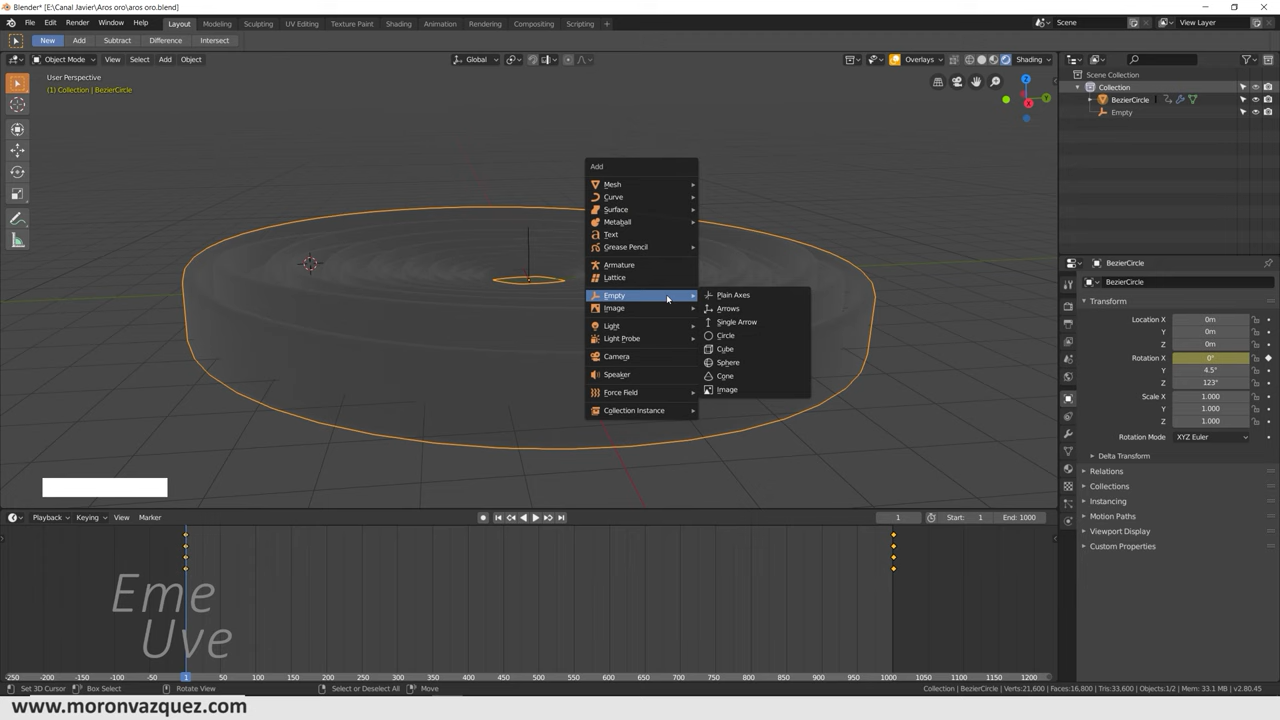 Blender* [E:\Canal Javier\Aros oro\aros oro.blend]
File Edit Render Window Help Layout Modeling Sculpting UV Editing Texture Paint Shading Animation Rendering Compositing Scripting Scene View Layer
New Add Subtract Difference Intersect
Object Mode View Select Add Object Global Overlays Shading
User Perspective
(1) Collection | BezierCircle
Z
Y
X
Scene Collection
Collection
BezierCircle
Empty
Add
Mesh
Curve
Surface
Metaball
Text
Grease Pencil
Armature
Lattice
Empty
Image
Light
Light Probe
Camera
Speaker
Force Field
Collection Instance
Plain Axes
Arrows
Single Arrow
Circle
Cube
Sphere
Cone
Image
BezierCircle
BezierCircle
Transform
Location X 0m
Y 0m
Z 0m
Rotation X 0°
Y 4.5°
Z 123°
Scale X 1.000
Y 1.000
Z 1.000
Rotation Mode XYZ Euler
Delta Transform
Relations
Collections
Instancing
Motion Paths
Viewport Display
Custom Properties
Playback Keying View Marker 1 Start: 1 End: 1000
Eme
Uve
-250 -200 -150 -100 -50 1 50 100 150 200 250 300 350 400 450 500 550 600 650 700 750 800 850 900 950 1000 1050 1100 1150 1200
Set 3D Cursor Box Select Rotate View Select or Deselect All Move Collection | BezierCircle | Verts:21,600 | Faces:16,800 | Tris:33,600 | Objects:1/2 | Mem: 33.1 MB | v2.80.45
www.moronvazquez.com